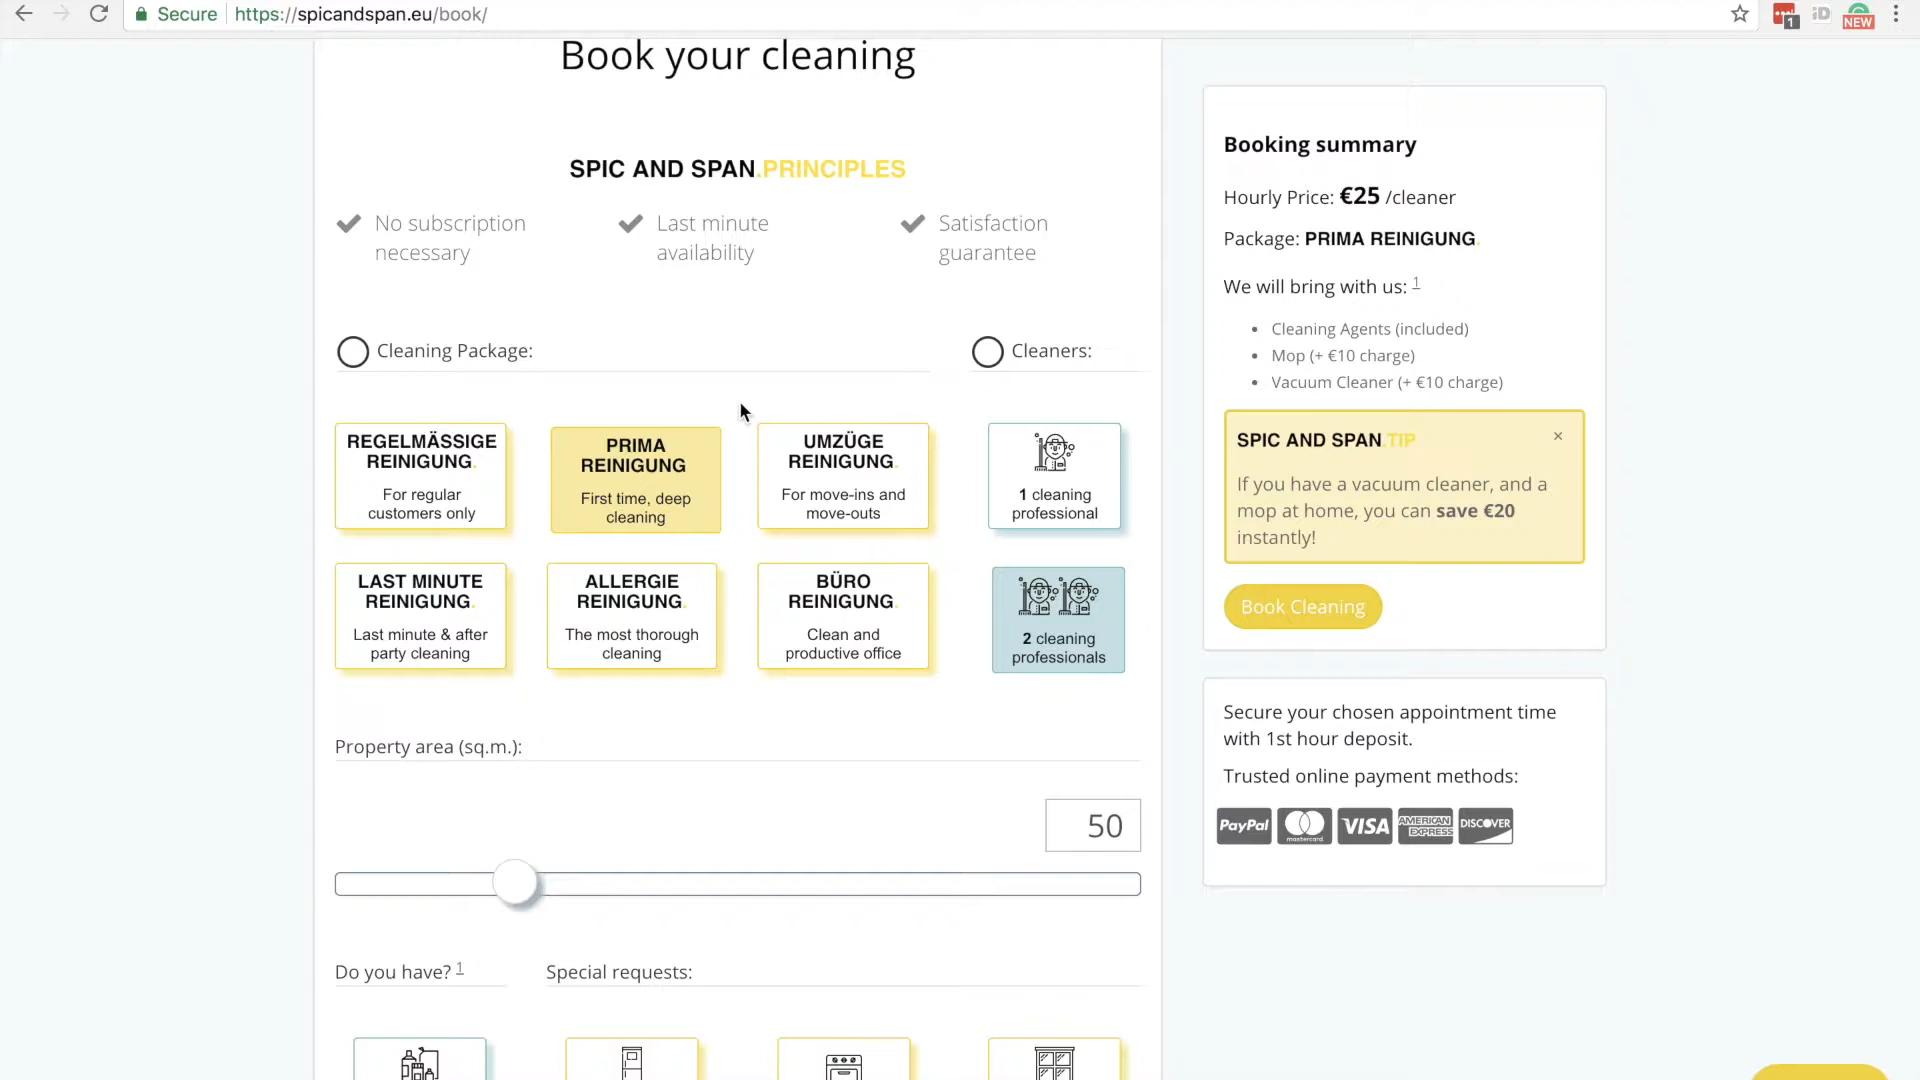 Secure
https://spicandspan.eu/book/
1
iD
NEW
Book your cleaning
SPIC AND SPAN.PRINCIPLES
No subscription
necessary
Last minute
availability
Satisfaction
guarantee
Cleaning Package:
Cleaners:
REGELMÄSSIGE
REINIGUNG.
For regular
customers only
PRIMA
REINIGUNG
First time, deep
cleaning
UMZÜGE
REINIGUNG.
For move-ins and
move-outs
1 cleaning
professional
LAST MINUTE
REINIGUNG.
Last minute & after
party cleaning
ALLERGIE
REINIGUNG.
The most thorough
cleaning
BÜRO
REINIGUNG.
Clean and
productive office
2 cleaning
professionals
Property area (sq.m.):
50
Do you have? 1
Special requests:
Booking summary
Hourly Price: €25 /cleaner
Package: PRIMA REINIGUNG.
We will bring with us: 1
• Cleaning Agents (included)
• Mop (+ €10 charge)
• Vacuum Cleaner (+ €10 charge)
SPIC AND SPAN.TIP
×
If you have a vacuum cleaner, and a
mop at home, you can save €20
instantly!
Book Cleaning
Secure your chosen appointment time
with 1st hour deposit.
Trusted online payment methods:
PayPal
mastercard
VISA
AMERICAN
EXPRESS
DISCOVER